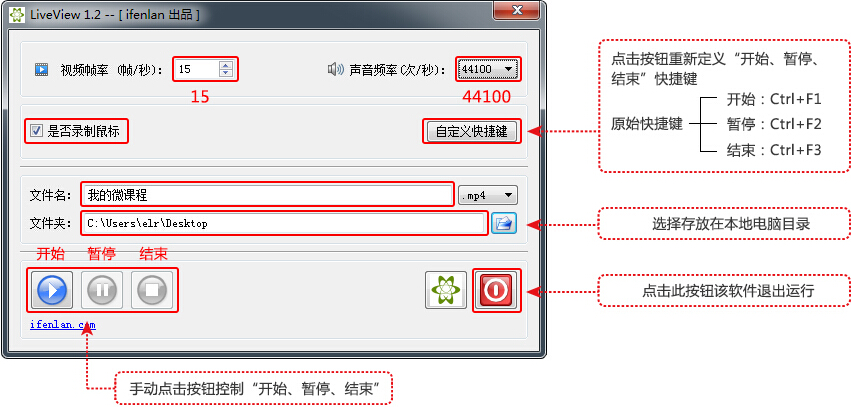 LiveView 1.2 -- [ ifenlan 出品 ]
视频帧率 (帧/秒): 15
声音频率(次/秒): 44100
15
44100
是否录制鼠标
自定义快捷键
点击按钮重新定义“开始、暂停、
结束”快捷键
原始快捷键
开始：Ctrl+F1
暂停：Ctrl+F2
结束：Ctrl+F3
文件名: 我的微课程 .mp4
文件夹: C:\Users\elr\Desktop
选择存放在本地电脑目录
开始 暂停 结束
点击此按钮该软件退出运行
ifenlan.com
手动点击按钮控制“开始、暂停、结束”